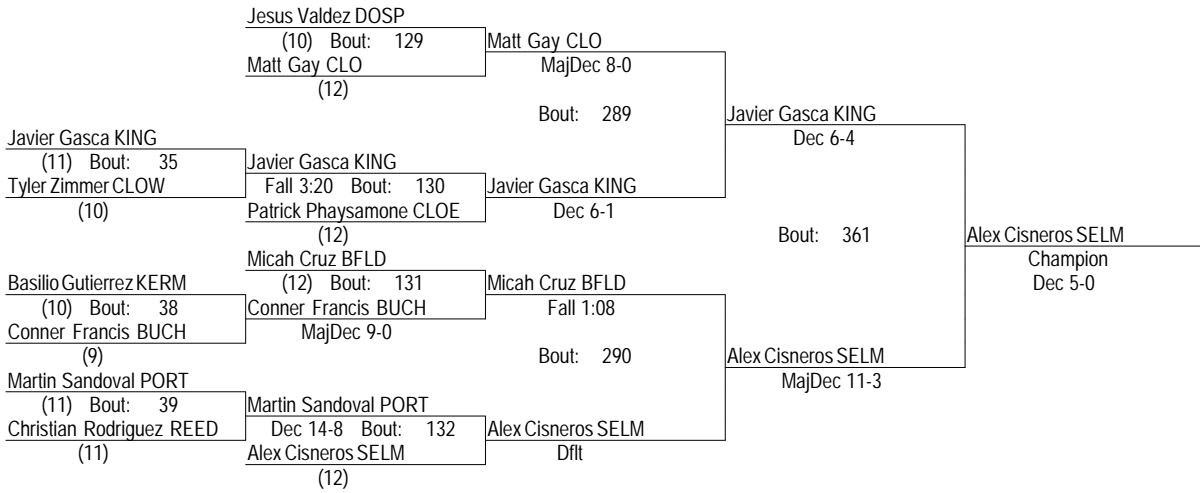 Jesus Valdez DOSP
(10) Bout: 129
Matt Gay CLO
Matt Gay CLO
MajDec 8-0
(12)
Bout: 289
Javier Gasca KING
Javier Gasca KING
Dec 6-4
(11) Bout: 35
Javier Gasca KING
Tyler Zimmer CLOW
Fall 3:20 Bout: 130
Javier Gasca KING
(10)
Patrick Phaysamone CLOE
Dec 6-1
(12)
Bout: 361
Alex Cisneros SELM
Micah Cruz BFLD
Champion
Basilio Gutierrez KERM
(12) Bout: 131
Micah Cruz BFLD
Dec 5-0
(10) Bout: 38
Conner Francis BUCH
Fall 1:08
Conner Francis BUCH
MajDec 9-0
(9)
Bout: 290
Alex Cisneros SELM
Martin Sandoval PORT
MajDec 11-3
(11) Bout: 39
Martin Sandoval PORT
Christian Rodriguez REED
Dec 14-8 Bout: 132
Alex Cisneros SELM
(11)
Alex Cisneros SELM
Dflt
(12)